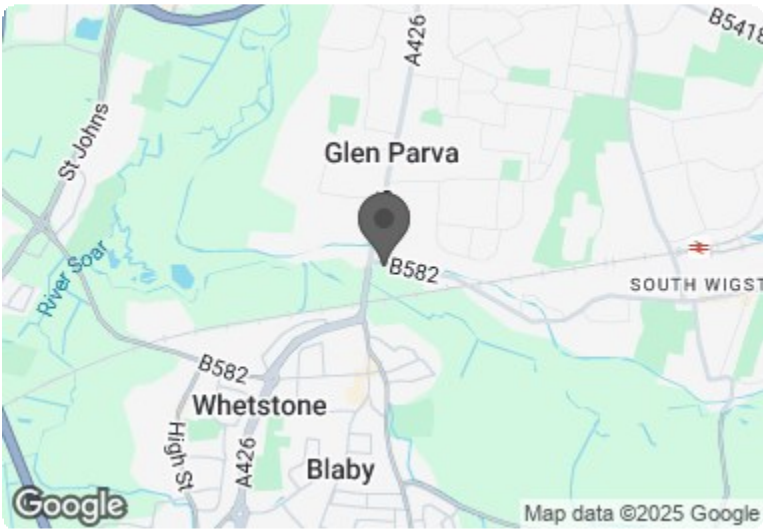 B5418
A426
St Johns
Glen Parva
B582
River Soar
SOUTH WIGST
B582
Whetstone
High St
A426
Blaby
Google
Map data ©2025 Google